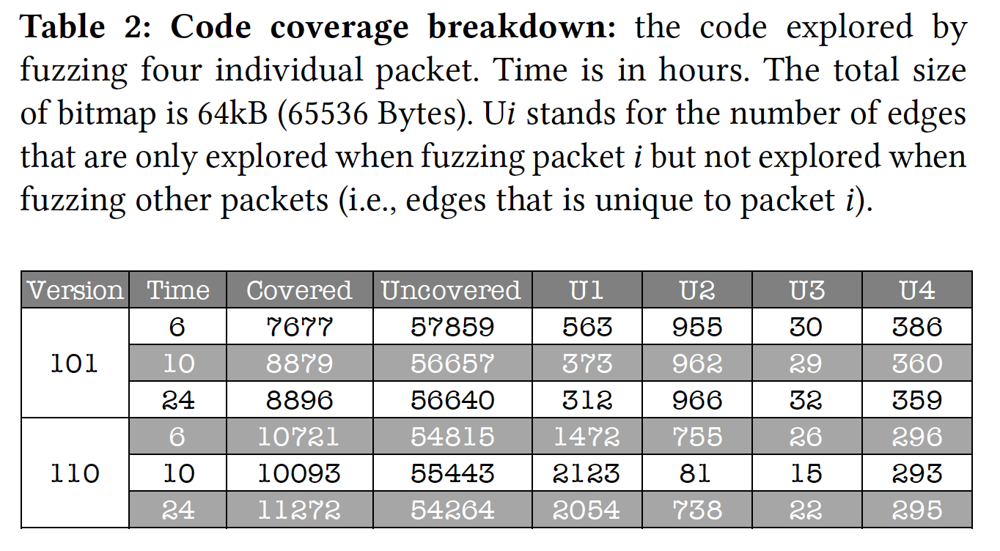 Table 2: Code coverage breakdown: the code explored by
fuzzing four individual packet. Time is in hours. The total size
of bitmap is 64kB (65536 Bytes). Ui stands for the number of edges
that are only explored when fuzzing packet i but not explored when
fuzzing other packets (i.e., edges that is unique to packet i).
Version Time Covered Uncovered U1 U2 U3 U4
6 7677 57859 563 955 30 386
101 10 8879 56657 373 962 29 360
24 8896 56640 312 966 32 359
6 10721 54815 1472 755 26 296
110 10 10093 55443 2123 81 15 293
24 11272 54264 2054 738 22 295